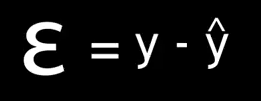 ε = y - ŷ